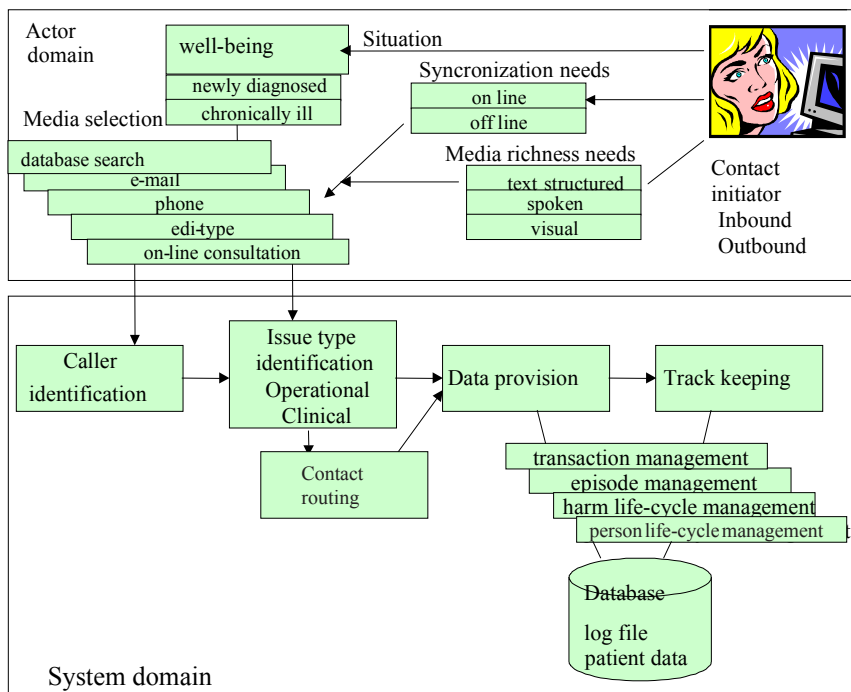 Actor
domain
well-being
Situation
newly diagnosed
chronically ill
Syncronization needs
on line
off line
Media selection
database search
e-mail
phone
edi-type
on-line consultation
Media richness needs
text structured
spoken
visual
Contact
initiator
Inbound
Outbound
Caller
identification
Issue type
identification
Operational
Clinical
Contact
routing
Data provision
Track keeping
transaction management
episode management
harm life-cycle management
person life-cycle management t
Database
log file
patient data
System domain